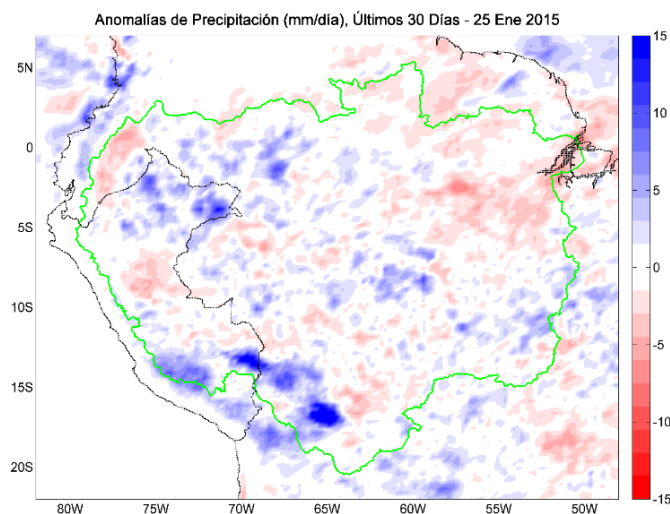 Anomalías de Precipitación (mm/día), Últimos 30 Días - 25 Ene 2015
5N
0
5S
10S
15S
20S
80W 75W 70W 65W 60W 55W 50W
15
10
5
0
-5
-10
-15